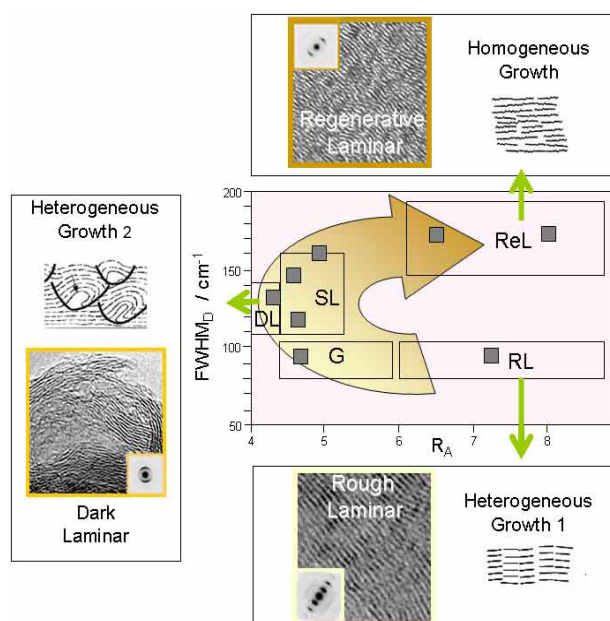 Regenerative
Laminar
Homogeneous
Growth
Heterogeneous
Growth 2
Dark
Laminar
200
150
100
50
FWHM_D / cm⁻¹
4
5
6
7
8
R_A
DL
SL
G
ReL
RL
Rough
Laminar
Heterogeneous
Growth 1